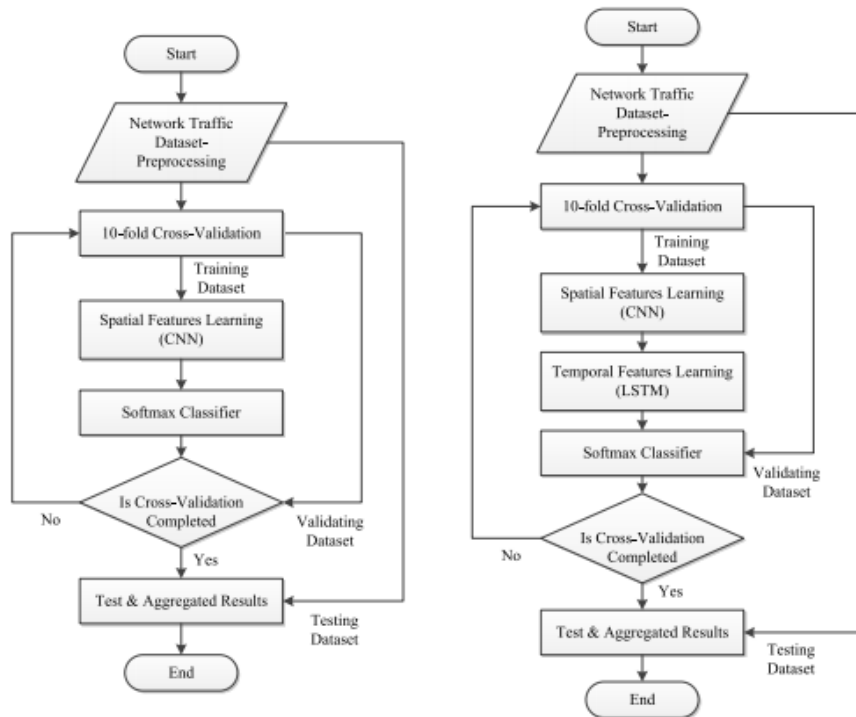 Start
Network Traffic
Dataset-
Preprocessing
10-fold Cross-Validation
Training
Dataset
Spatial Features Learning
(CNN)
Softmax Classifier
Is Cross-Validation
Completed
No
Validating
Dataset
Yes
Test & Aggregated Results
Testing
Dataset
End
Start
Network Traffic
Dataset-
Preprocessing
10-fold Cross-Validation
Training
Dataset
Spatial Features Learning
(CNN)
Temporal Features Learning
(LSTM)
Softmax Classifier
Validating
Dataset
Is Cross-Validation
Completed
No
Yes
Test & Aggregated Results
Testing
Dataset
End